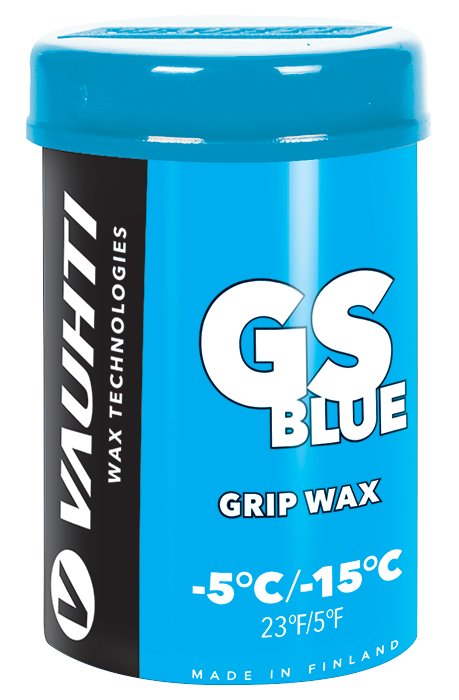 VAUHTI
WAX TECHNOLOGIES
GS
BLUE
GRIP WAX
-5°C/-15°C
23°F/5°F
MADE IN FINLAND